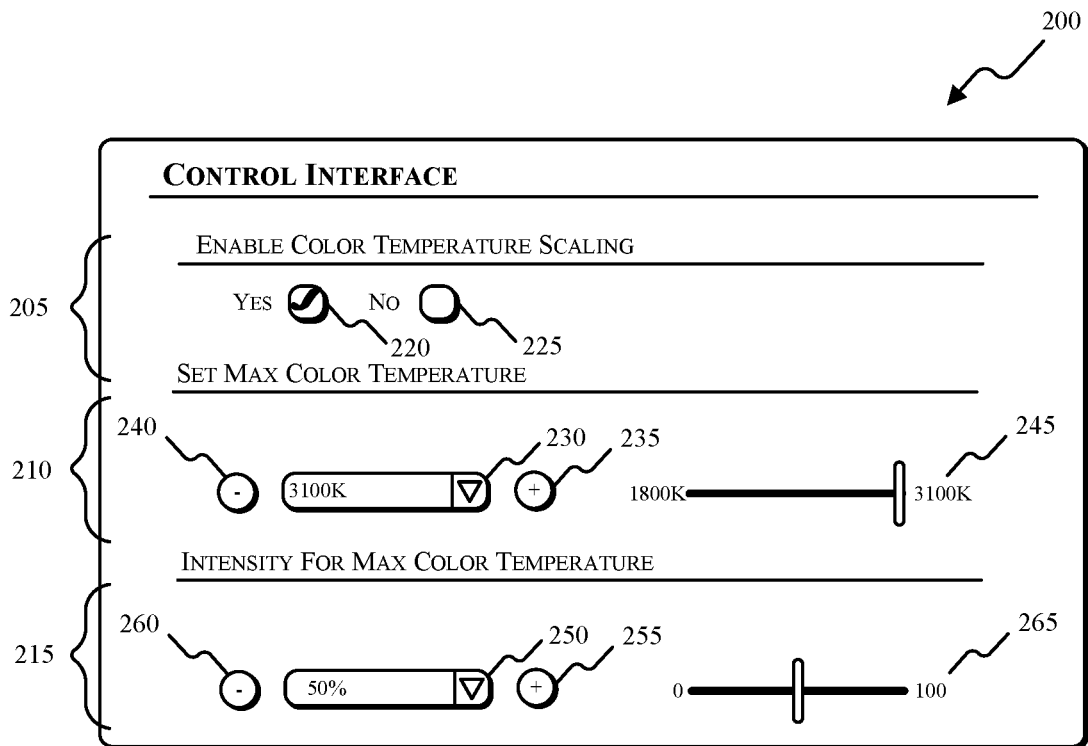 200
CONTROL INTERFACE
ENABLE COLOR TEMPERATURE SCALING
205
YES NO
220 225
SET MAX COLOR TEMPERATURE
240 230 235 245
210
- 3100K + 1800K 3100K
INTENSITY FOR MAX COLOR TEMPERATURE
260 250 255 265
215
- 50% + 0 100